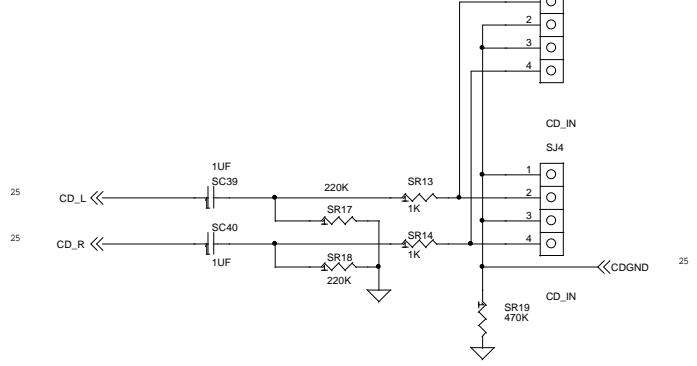 2
3
4
CD_IN
SJ4
1UF
SC39
220K
SR13
1
25
CD_L
2
1K
SR17
3
25
SC40
CD_R
SR14
4
1UF
SR18
1K
CDGND
25
220K
CD_IN
SR19
470K